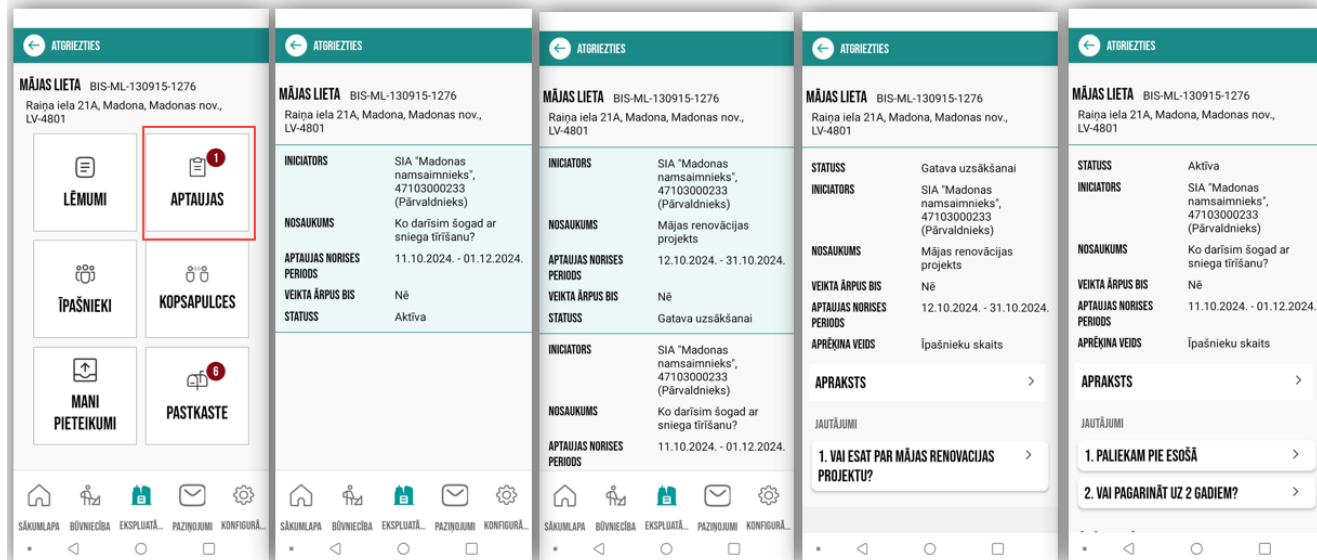 ATGRIEZTIES
MĀJAS LIETA BIS-ML-130915-1276
Raiņa iela 21A, Madona, Madonas nov.,
LV-4801
LĒMUMI
1
APTAUJAS
ĪPAŠNIEKI
KOPSAPULCES
MANI
PIETEIKUMI
6
PASTKASTE
SĀKUMLAPA BŪVNIECĪBA EKSPLUATĀ... PAZIŅOJUMI KONFIGURĀ...
ATGRIEZTIES
MĀJAS LIETA BIS-ML-130915-1276
Raiņa iela 21A, Madona, Madonas nov.,
LV-4801
INICIATORS SIA "Madonas
namsaimnieks",
47103000233
(Pārvaldnieks)
NOSAUKUMS Ko darīsim šogad ar
sniega tīrīšanu?
APTAUJAS NORISES 11.10.2024. - 01.12.2024.
PERIODS
VEIKTA ĀRPUS BIS Nē
STATUSS Aktīva
SĀKUMLAPA BŪVNIECĪBA EKSPLUATĀ... PAZIŅOJUMI KONFIGURĀ...
ATGRIEZTIES
MĀJAS LIETA BIS-ML-130915-1276
Raiņa iela 21A, Madona, Madonas nov.,
LV-4801
INICIATORS SIA "Madonas
namsaimnieks",
47103000233
(Pārvaldnieks)
NOSAUKUMS Mājas renovācijas
projekts
APTAUJAS NORISES 12.10.2024. - 31.10.2024.
PERIODS
VEIKTA ĀRPUS BIS Nē
STATUSS Gatava uzsākšanai
INICIATORS SIA "Madonas
namsaimnieks",
47103000233
(Pārvaldnieks)
NOSAUKUMS Ko darīsim šogad ar
sniega tīrīšanu?
APTAUJAS NORISES 11.10.2024. - 01.12.2024.
PERIODS
SĀKUMLAPA BŪVNIECĪBA EKSPLUATĀ... PAZIŅOJUMI KONFIGURĀ...
ATGRIEZTIES
MĀJAS LIETA BIS-ML-130915-1276
Raiņa iela 21A, Madona, Madonas nov.,
LV-4801
STATUSS Gatava uzsākšanai
INICIATORS SIA "Madonas
namsaimnieks",
47103000233
(Pārvaldnieks)
NOSAUKUMS Mājas renovācijas
projekts
VEIKTA ĀRPUS BIS Nē
APTAUJAS NORISES 12.10.2024. - 31.10.2024.
PERIODS
APRĒĶINA VEIDS Īpašnieku skaits
APRAKSTS
JAUTĀJUMI
1. VAI ESAT PAR MĀJAS RENOVACIJAS
PROJEKTU?
ATGRIEZTIES
MĀJAS LIETA BIS-ML-130915-1276
Raiņa iela 21A, Madona, Madonas nov.,
LV-4801
STATUSS Aktīva
INICIATORS SIA "Madonas
namsaimnieks",
47103000233
(Pārvaldnieks)
NOSAUKUMS Ko darīsim šogad ar
sniega tīrīšanu?
VEIKTA ĀRPUS BIS Nē
APTAUJAS NORISES 11.10.2024. - 01.12.2024.
PERIODS
APRĒĶINA VEIDS Īpašnieku skaits
APRAKSTS
JAUTĀJUMI
1. PALIEKAM PIE ESOŠĀ
2. VAI PAGARINĀT UZ 2 GADIEM?